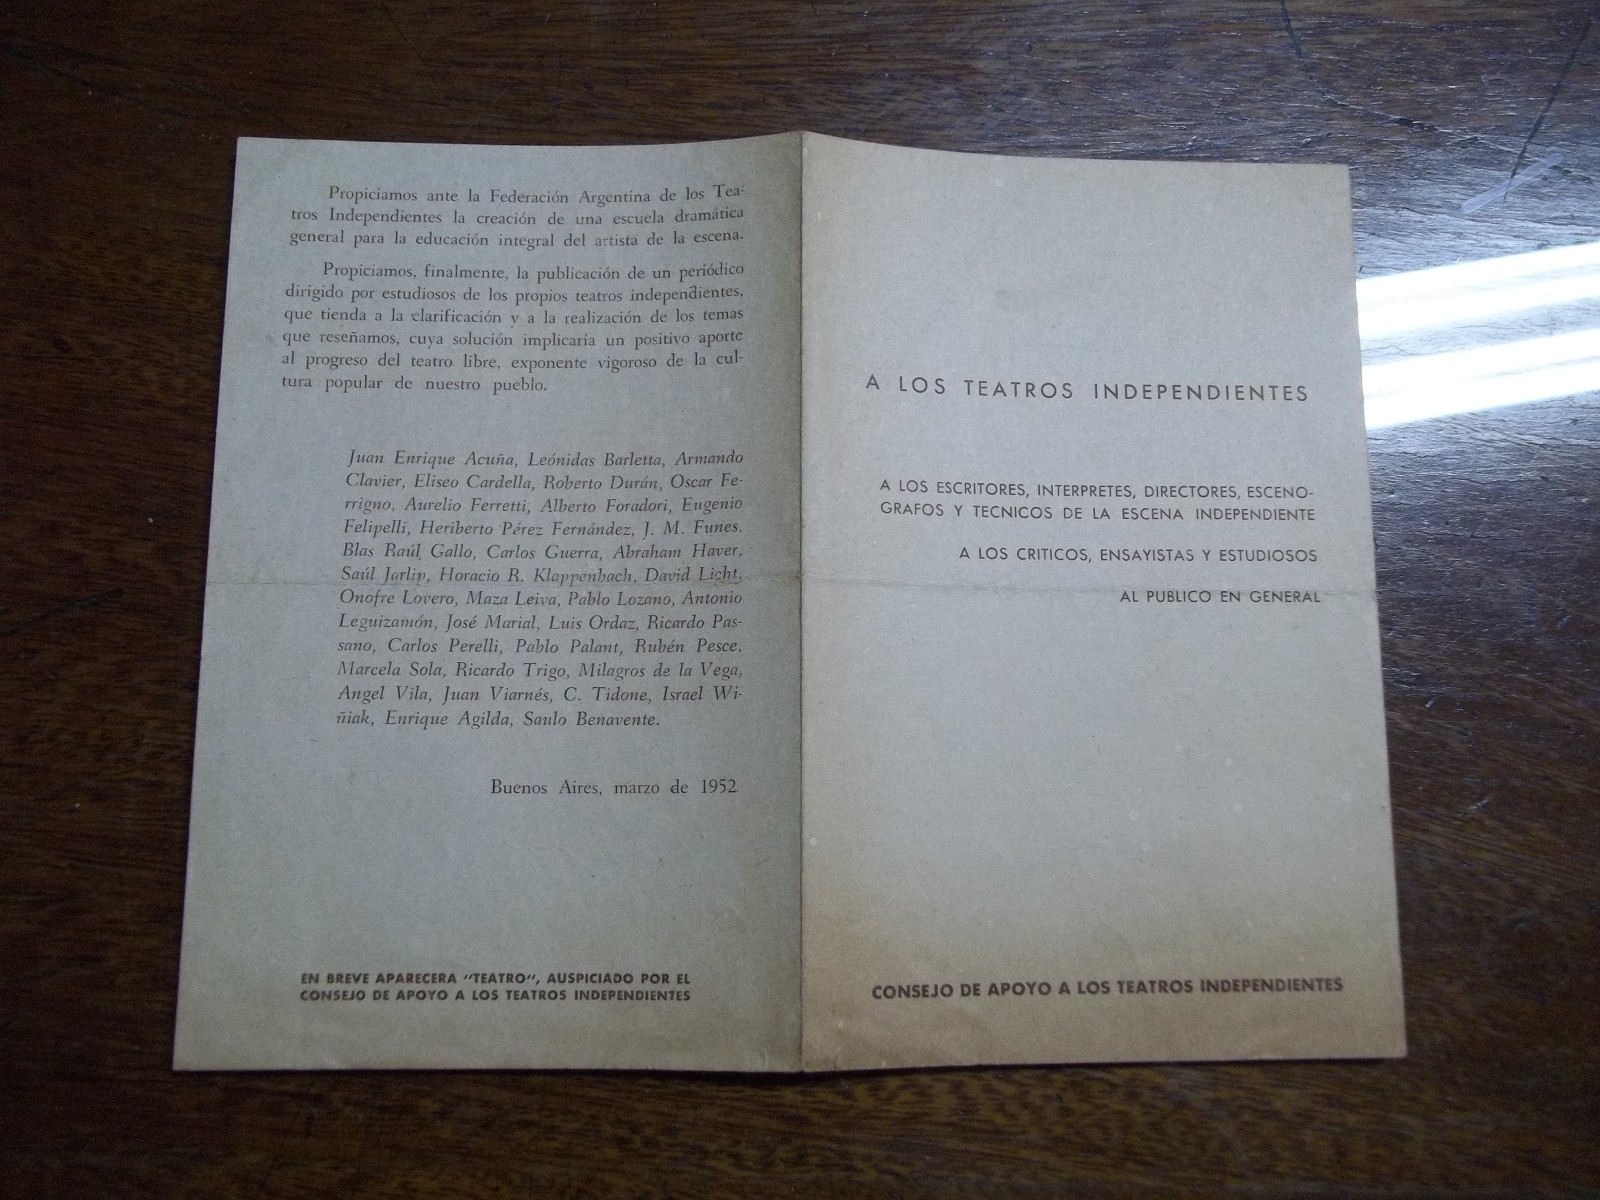 Propiciamos ante la Federación Argentina de los Tea-
tros Independientes la creación de una escuela dramática
general para la educación integral del artista de la escena.
Propiciamos, finalmente, la publicación de un periódico
dirigido por estudiosos de los propios teatros independientes,
que tienda a la clarificación y a la realización de los temas
que reseñamos, cuya solución implicaría un positivo aporte
al progreso del teatro libre, exponente vigoroso de la cul-
tura popular de nuestro pueblo.
Juan Enrique Acuña, Leónidas Barletta, Armando
Clavier, Eliseo Cardella, Roberto Durán, Oscar Fe-
rrigno, Aurelio Ferretti, Alberto Foradori, Eugenio
Felipelli, Heriberto Pérez Fernández, J. M. Funes,
Blas Raúl Gallo, Carlos Guerra, Abraham Haver,
Saúl Jarlip, Horacio R. Klappenbach, David Licht,
Onofre Lovero, Maza Leiva, Pablo Lozano, Antonio
Leguizamón, José Marial, Luis Ordaz, Ricardo Pas-
sano, Carlos Perelli, Pablo Palant, Rubén Pesce,
Marcela Sola, Ricardo Trigo, Milagros de la Vega,
Angel Vila, Juan Viarnés, C. Tidone, Israel Wi-
ñiak, Enrique Agilda, Saulo Benavente.
Buenos Aires, marzo de 1952
EN BREVE APARECERA "TEATRO", AUSPICIADO POR EL
CONSEJO DE APOYO A LOS TEATROS INDEPENDIENTES
A LOS TEATROS INDEPENDIENTES
A LOS ESCRITORES, INTERPRETES, DIRECTORES, ESCENO-
GRAFOS Y TECNICOS DE LA ESCENA INDEPENDIENTE
A LOS CRITICOS, ENSAYISTAS Y ESTUDIOSOS
AL PUBLICO EN GENERAL
CONSEJO DE APOYO A LOS TEATROS INDEPENDIENTES